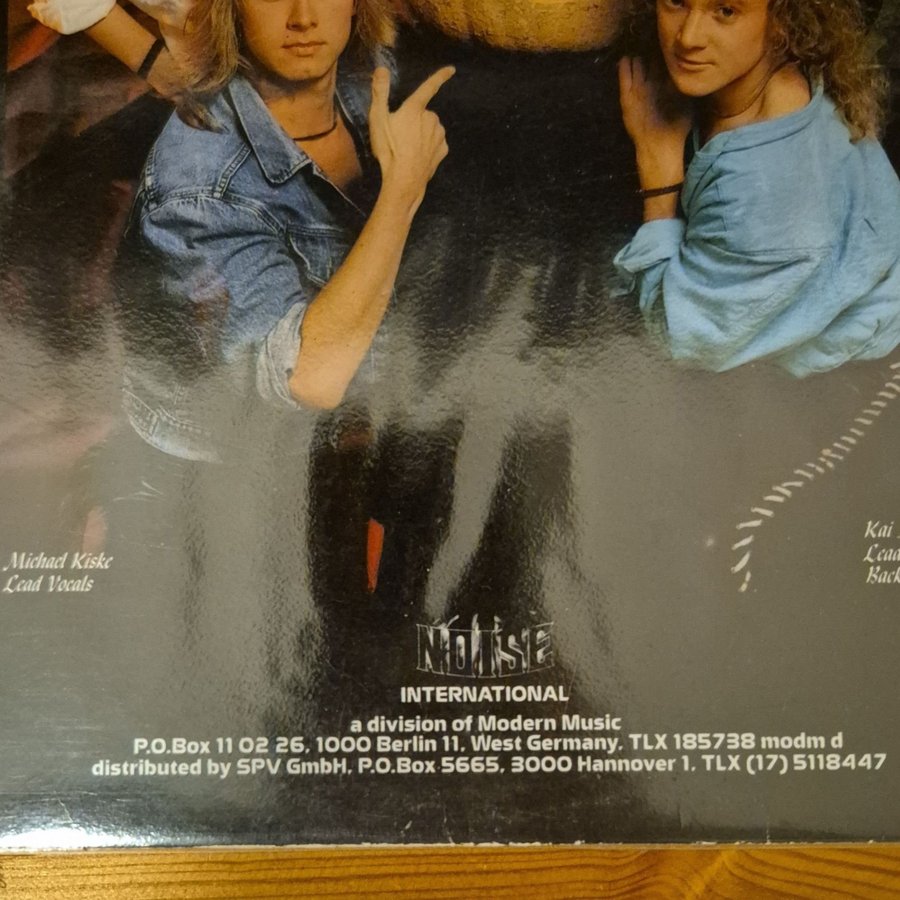 Michael Kiske
Lead Vocals
Kai
Lead
Back
NOISE
INTERNATIONAL
a division of Modern Music
P.O.Box 11 02 26, 1000 Berlin 11, West Germany, TLX 185738 modm d
distributed by SPV GmbH, P.O.Box 5665, 3000 Hannover 1, TLX (17) 5118447